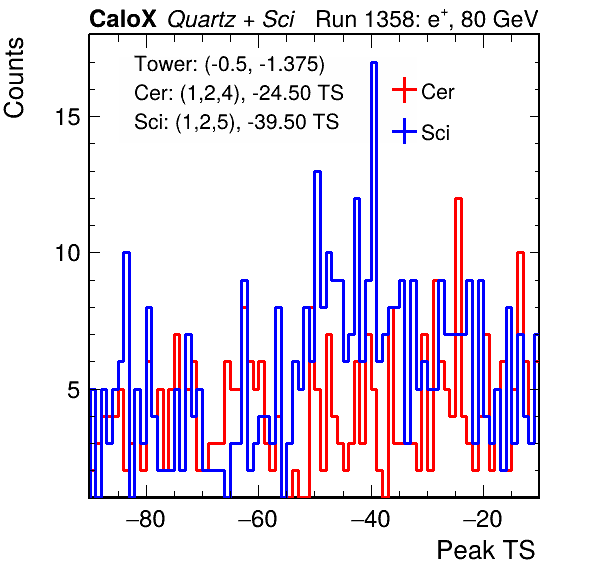 CaloX Quartz + Sci Run 1358: e+, 80 GeV
Counts
Tower: (-0.5, -1.375)
Cer: (1,2,4), -24.50 TS
Sci: (1,2,5), -39.50 TS
Cer
Sci
15
10
5
−80 −60 −40 −20
Peak TS